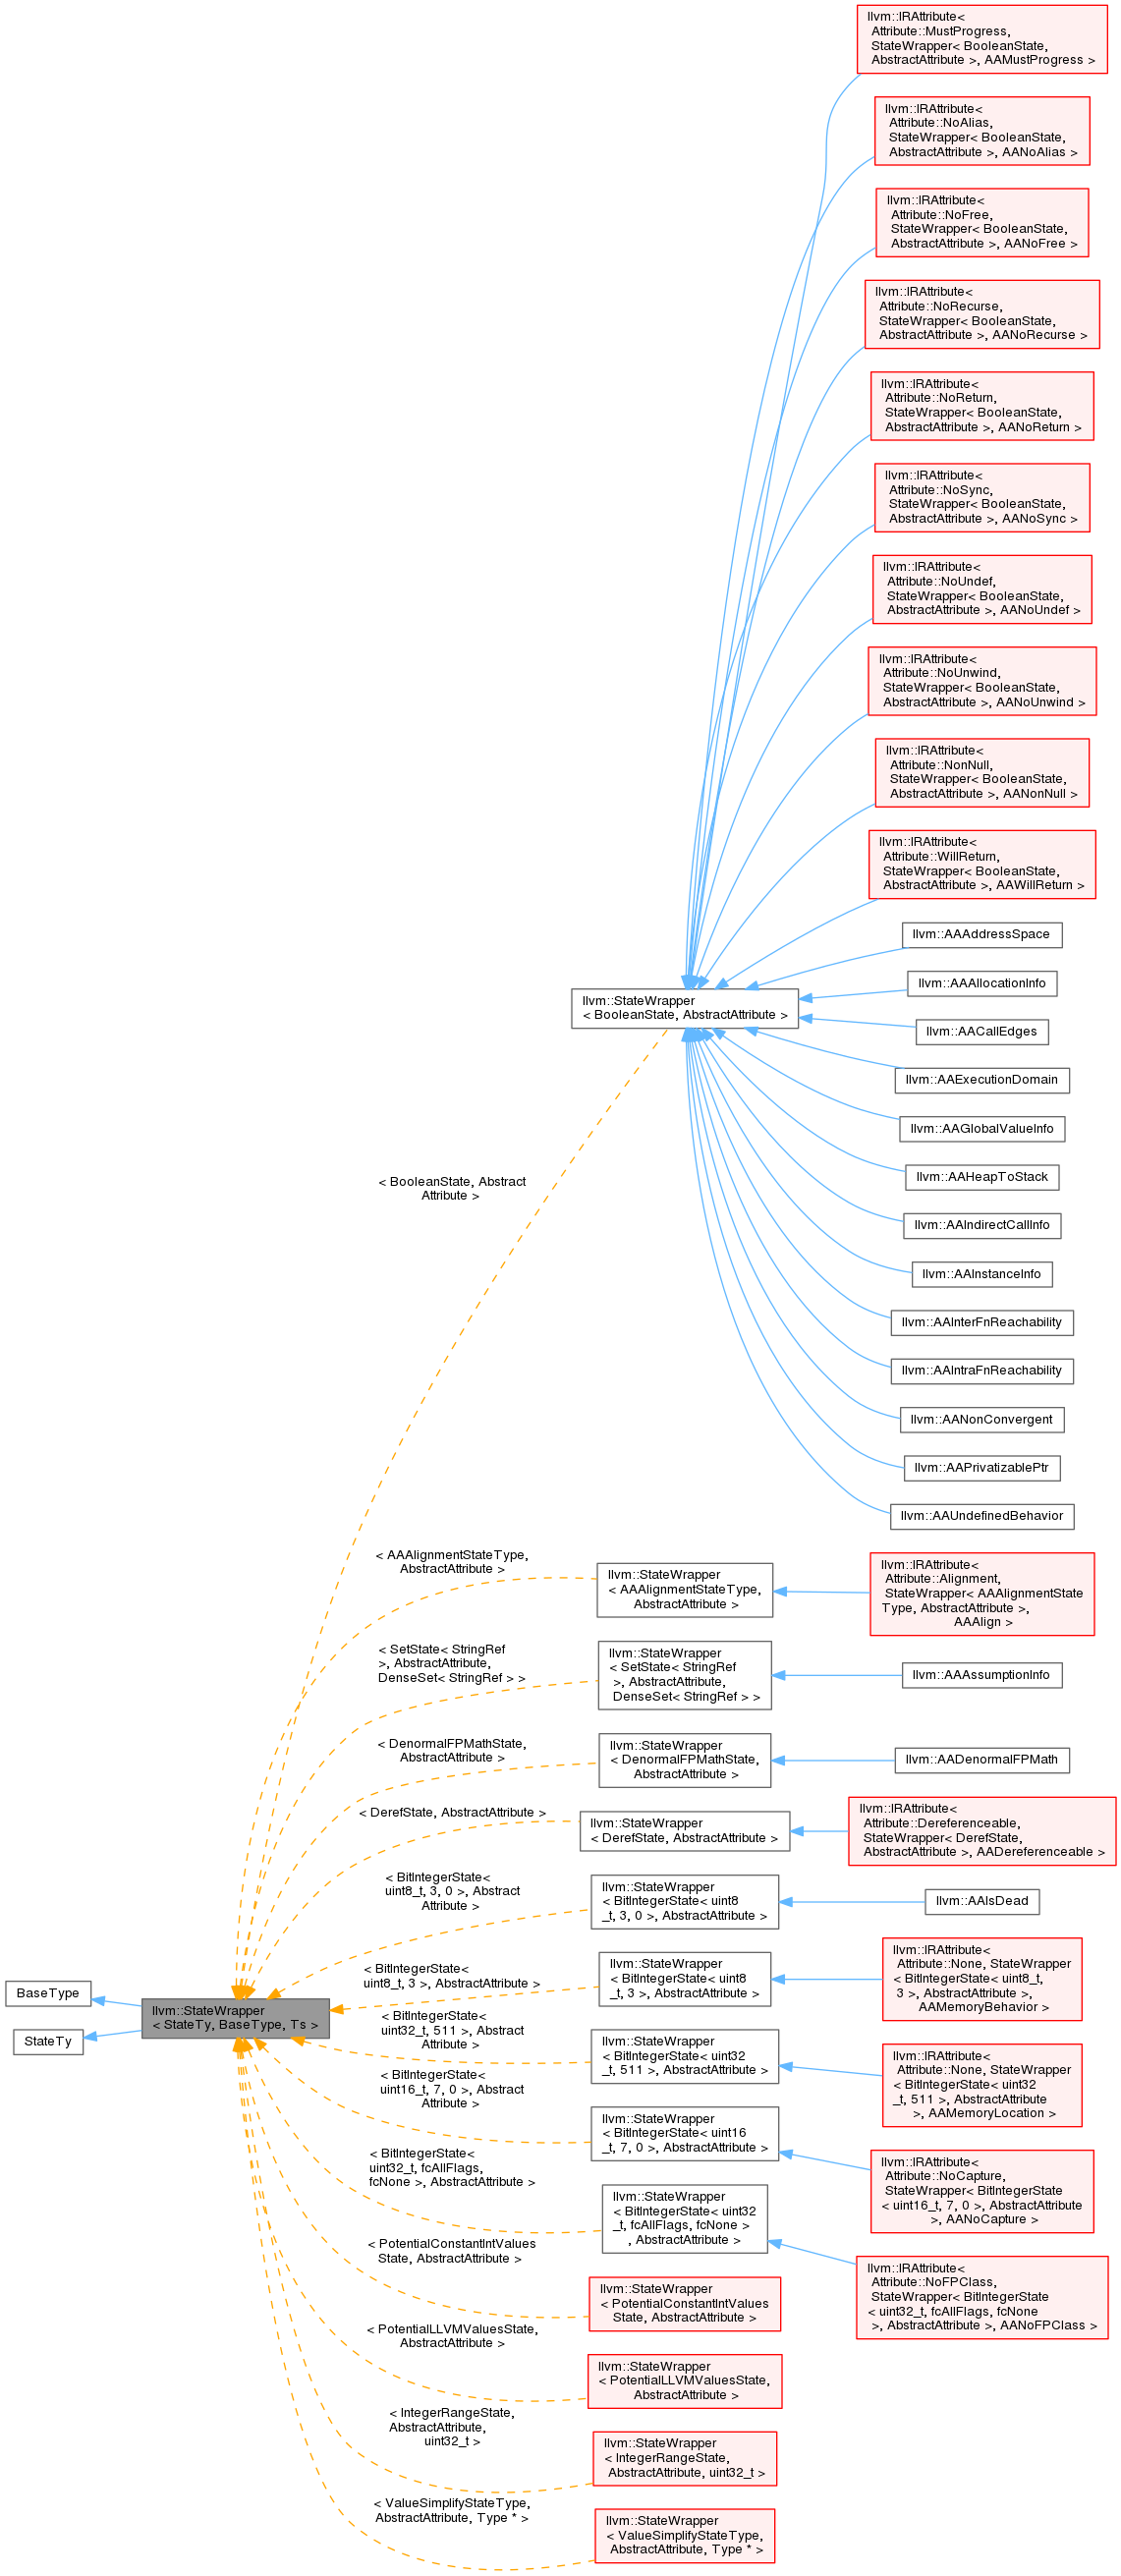 llvm::IRAttribute<
Attribute::MustProgress,
StateWrapper< BooleanState,
AbstractAttribute >, AAMustProgress >
llvm::IRAttribute<
Attribute::NoAlias,
StateWrapper< BooleanState,
AbstractAttribute >, AANoAlias >
llvm::IRAttribute<
Attribute::NoFree,
StateWrapper< BooleanState,
AbstractAttribute >, AANoFree >
llvm::IRAttribute<
Attribute::NoRecurse,
StateWrapper< BooleanState,
AbstractAttribute >, AANoRecurse >
llvm::IRAttribute<
Attribute::NoReturn,
StateWrapper< BooleanState,
AbstractAttribute >, AANoReturn >
llvm::IRAttribute<
Attribute::NoSync,
StateWrapper< BooleanState,
AbstractAttribute >, AANoSync >
llvm::IRAttribute<
Attribute::NoUndef,
StateWrapper< BooleanState,
AbstractAttribute >, AANoUndef >
llvm::IRAttribute<
Attribute::NoUnwind,
StateWrapper< BooleanState,
AbstractAttribute >, AANoUnwind >
llvm::IRAttribute<
Attribute::NonNull,
StateWrapper< BooleanState,
AbstractAttribute >, AANonNull >
llvm::IRAttribute<
Attribute::WillReturn,
StateWrapper< BooleanState,
AbstractAttribute >, AAWillReturn >
llvm::AAAddressSpace
llvm::AAAllocationInfo
llvm::StateWrapper
< BooleanState, AbstractAttribute >
llvm::AACallEdges
llvm::AAExecutionDomain
llvm::AAGlobalValueInfo
llvm::AAHeapToStack
< BooleanState, Abstract
Attribute >
llvm::AAIndirectCallInfo
llvm::AAInstanceInfo
llvm::AAInterFnReachability
llvm::AAIntraFnReachability
llvm::AANonConvergent
llvm::AAPrivatizablePtr
llvm::AAUndefinedBehavior
< AAAlignmentStateType,
AbstractAttribute >
llvm::StateWrapper
< AAAlignmentStateType,
AbstractAttribute >
llvm::IRAttribute<
Attribute::Alignment,
StateWrapper< AAAlignmentState
Type, AbstractAttribute >,
AAAlign >
< SetState< StringRef
>, AbstractAttribute,
DenseSet< StringRef > >
llvm::StateWrapper
< SetState< StringRef
>, AbstractAttribute,
DenseSet< StringRef > >
llvm::AAAssumptionInfo
< DenormalFPMathState,
AbstractAttribute >
llvm::StateWrapper
< DenormalFPMathState,
AbstractAttribute >
llvm::AADenormalFPMath
< DerefState, AbstractAttribute >
llvm::StateWrapper
< DerefState, AbstractAttribute >
llvm::IRAttribute<
Attribute::Dereferenceable,
StateWrapper< DerefState,
AbstractAttribute >, AADereferenceable >
< BitIntegerState<
uint8_t, 3, 0 >, Abstract
Attribute >
llvm::StateWrapper
< BitIntegerState< uint8
_t, 3, 0 >, AbstractAttribute >
llvm::AAIsDead
< BitIntegerState<
uint8_t, 3 >, AbstractAttribute >
llvm::StateWrapper
< BitIntegerState< uint8
_t, 3 >, AbstractAttribute >
llvm::IRAttribute<
Attribute::None, StateWrapper
< BitIntegerState< uint8_t,
3 >, AbstractAttribute >,
AAMemoryBehavior >
BaseType
StateTy
llvm::StateWrapper
< StateTy, BaseType, Ts >
< BitIntegerState<
uint32_t, 511 >, Abstract
Attribute >
llvm::StateWrapper
< BitIntegerState< uint32
_t, 511 >, AbstractAttribute >
llvm::IRAttribute<
Attribute::None, StateWrapper
< BitIntegerState< uint32
_t, 511 >, AbstractAttribute
>, AAMemoryLocation >
< BitIntegerState<
uint16_t, 7, 0 >, Abstract
Attribute >
llvm::StateWrapper
< BitIntegerState< uint16
_t, 7, 0 >, AbstractAttribute >
llvm::IRAttribute<
Attribute::NoCapture,
StateWrapper< BitIntegerState
< uint16_t, 7, 0 >, AbstractAttribute
>, AANoCapture >
< BitIntegerState<
uint32_t, fcAllFlags,
fcNone >, AbstractAttribute >
llvm::StateWrapper
< BitIntegerState< uint32
_t, fcAllFlags, fcNone >
, AbstractAttribute >
llvm::IRAttribute<
Attribute::NoFPClass,
StateWrapper< BitIntegerState
< uint32_t, fcAllFlags, fcNone
>, AbstractAttribute >, AANoFPClass >
< PotentialConstantIntValues
State, AbstractAttribute >
llvm::StateWrapper
< PotentialConstantIntValues
State, AbstractAttribute >
< PotentialLLVMValuesState,
AbstractAttribute >
llvm::StateWrapper
< PotentialLLVMValuesState,
AbstractAttribute >
< IntegerRangeState,
AbstractAttribute,
uint32_t >
llvm::StateWrapper
< IntegerRangeState,
AbstractAttribute, uint32_t >
< ValueSimplifyStateType,
AbstractAttribute, Type * >
llvm::StateWrapper
< ValueSimplifyStateType,
AbstractAttribute, Type * >